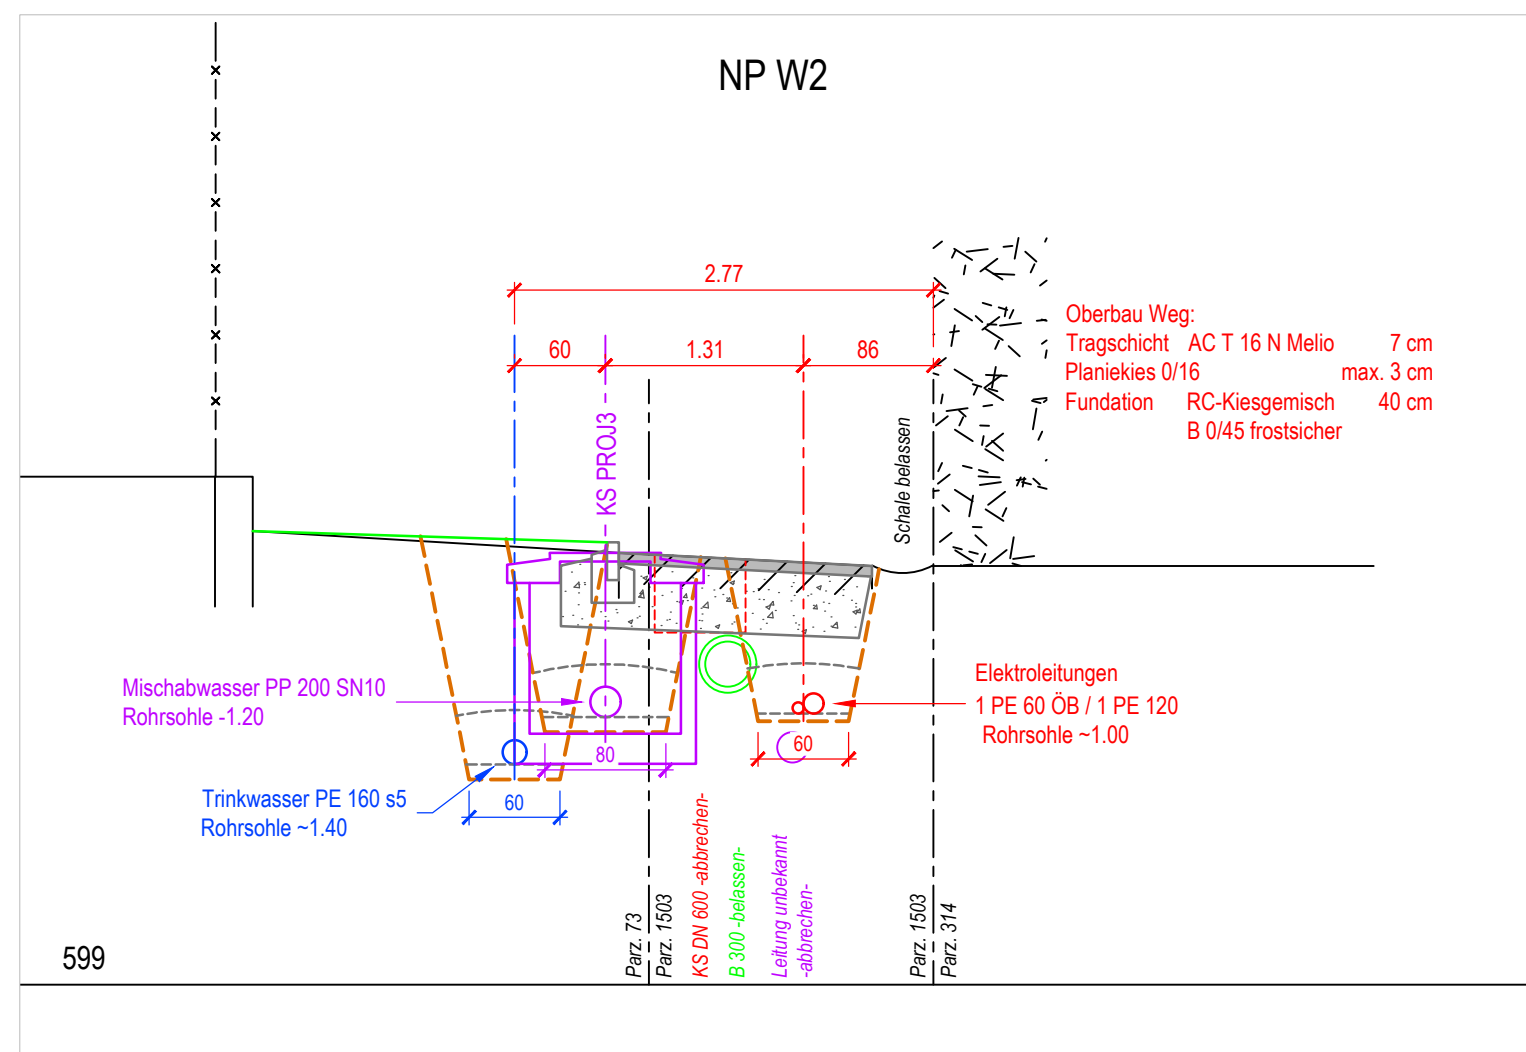 NP W2
2.77
60
1.31
86
Oberbau Weg:
Tragschicht AC T 16 N Melio 7 cm
Planiekies 0/16 max. 3 cm
Fundation RC-Kiesgemisch 40 cm
B 0/45 frostsicher
KS PROJ3
Schale belassen
Mischabwasser PP 200 SN10
Rohrsohle -1.20
Elektroleitungen
1 PE 60 ÖB / 1 PE 120
Rohrsohle ~1.00
80
60
Trinkwasser PE 160 s5
Rohrsohle ~1.40
60
Parz. 73
Parz. 1503
KS DN 600 -abbrechen-
B 300 -belassen-
Leitung unbekannt
-abbrechen-
Parz. 1503
Parz. 314
599